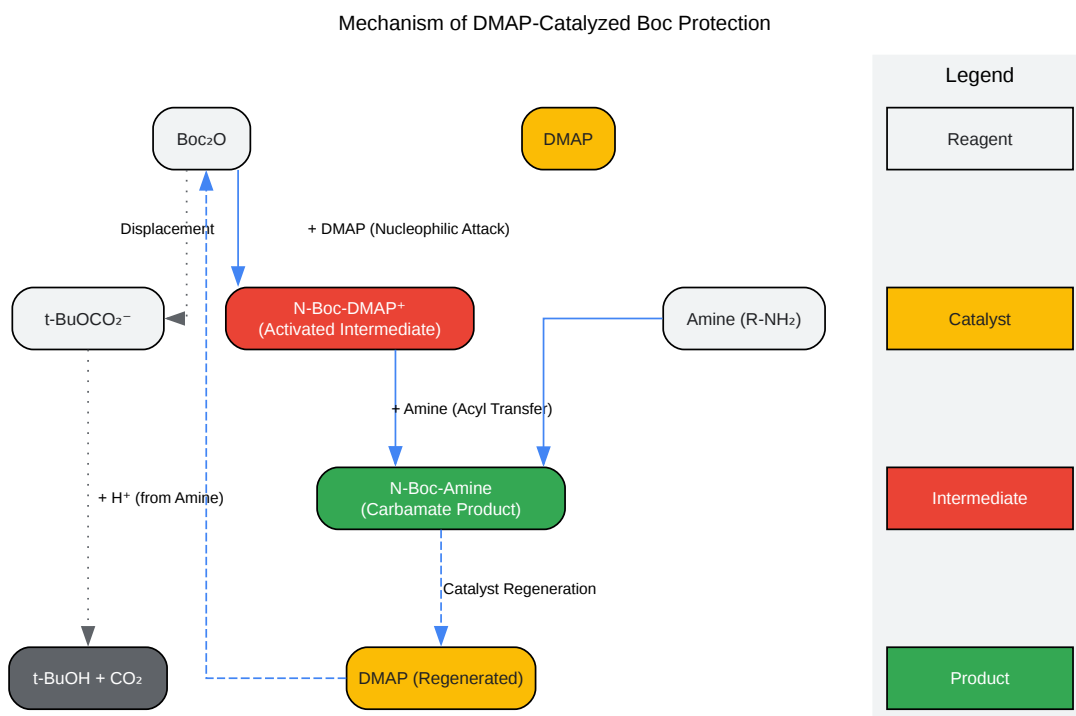 Mechanism of DMAP-Catalyzed Boc Protection
Legend
Boc₂O
DMAP
Reagent
Displacement
+ DMAP (Nucleophilic Attack)
t-BuOCO₂⁻
N-Boc-DMAP⁺
(Activated Intermediate)
Amine (R-NH₂)
Catalyst
+ Amine (Acyl Transfer)
+ H⁺ (from Amine)
N-Boc-Amine
(Carbamate Product)
Intermediate
Catalyst Regeneration
t-BuOH + CO₂
DMAP (Regenerated)
Product